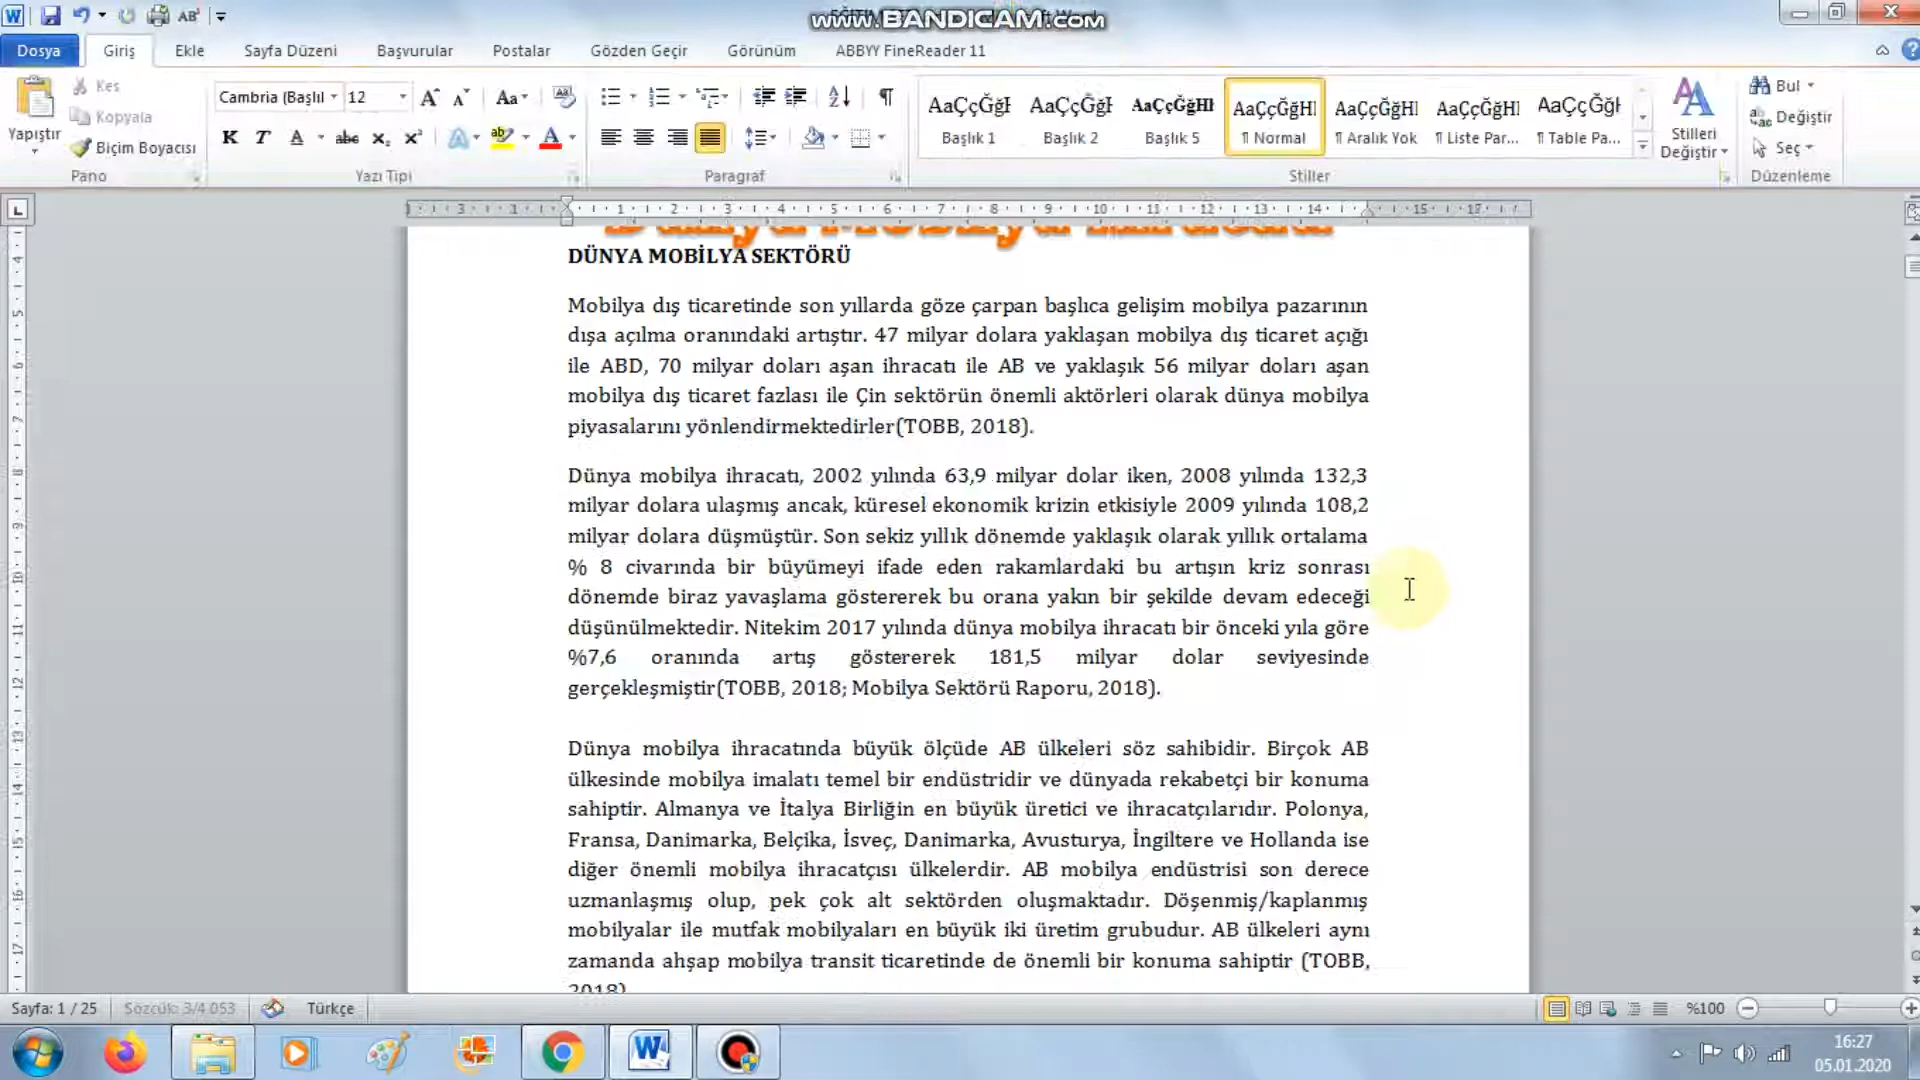 www.BANDICAM.com
Dosya Giriş Ekle Sayfa Düzeni Başvurular Postalar Gözden Geçir Görünüm ABBYY FineReader 11
Kes
Kopyala
Biçim Boyacısı
Yapıştır
Pano
Cambria (Başlıl 12
Yazı Tipi
Paragraf
AaÇçĞğI AaÇçĞğI AaÇçĞğHl AaÇçĞğHl AaÇçĞğHl AaÇçĞğHl AaÇçĞğl
Başlık 1 Başlık 2 Başlık 5 ¶ Normal ¶ Aralık Yok ¶ Liste Par... ¶ Table Pa...
Stiller
Stilleri
Değiştir
Bul
Değiştir
Seç
Düzenleme
DÜNYA MOBİLYA SEKTÖRÜ
Mobilya dış ticaretinde son yıllarda göze çarpan başlıca gelişim mobilya pazarının
dışa açılma oranındaki artıştır. 47 milyar dolara yaklaşan mobilya dış ticaret açığı
ile ABD, 70 milyar doları aşan ihracatı ile AB ve yaklaşık 56 milyar doları aşan
mobilya dış ticaret fazlası ile Çin sektörün önemli aktörleri olarak dünya mobilya
piyasalarını yönlendirmektedirler(TOBB, 2018).
Dünya mobilya ihracatı, 2002 yılında 63,9 milyar dolar iken, 2008 yılında 132,3
milyar dolara ulaşmış ancak, küresel ekonomik krizin etkisiyle 2009 yılında 108,2
milyar dolara düşmüştür. Son sekiz yıllık dönemde yaklaşık olarak yıllık ortalama
% 8 civarında bir büyümeyi ifade eden rakamlardaki bu artışın kriz sonrası
dönemde biraz yavaşlama göstererek bu orana yakın bir şekilde devam edeceği
düşünülmektedir. Nitekim 2017 yılında dünya mobilya ihracatı bir önceki yıla göre
%7,6 oranında artış göstererek 181,5 milyar dolar seviyesinde
gerçekleşmiştir(TOBB, 2018; Mobilya Sektörü Raporu, 2018).
Dünya mobilya ihracatında büyük ölçüde AB ülkeleri söz sahibidir. Birçok AB
ülkesinde mobilya imalatı temel bir endüstridir ve dünyada rekabetçi bir konuma
sahiptir. Almanya ve İtalya Birliğin en büyük üretici ve ihracatçılarıdır. Polonya,
Fransa, Danimarka, Belçika, İsveç, Danimarka, Avusturya, İngiltere ve Hollanda ise
diğer önemli mobilya ihracatçısı ülkelerdir. AB mobilya endüstrisi son derece
uzmanlaşmış olup, pek çok alt sektörden oluşmaktadır. Döşenmiş/kaplanmış
mobilyalar ile mutfak mobilyaları en büyük iki üretim grubudur. AB ülkeleri aynı
zamanda ahşap mobilya transit ticaretinde de önemli bir konuma sahiptir (TOBB,
2018)
Sayfa: 1 / 25 Sözcük: 3/4.053 Türkçe %100
16:27
05.01.2020